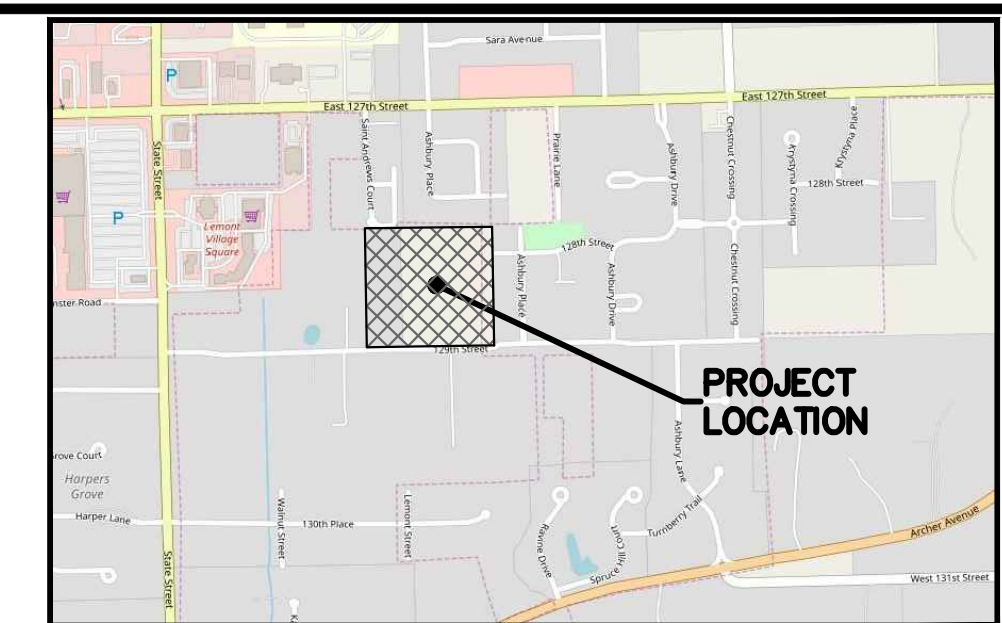 Sara Avenue
P
East 127th Street
East 127th Street
State Street
Saint Andrews Court
Ashbury Place
Prairie Lane
Ashbury Drive
Chestnut Crossing
Krystyna Crossing
Krystyna Place
128th Street
P
Lemont
Village
Square
128th Street
Ashbury Place
Ashbury Drive
Chestnut Crossing
nster Road
129th Street
PROJECT
LOCATION
Ashbury Lane
rove Court
Harpers
Grove
Harper Lane
Walnut Street
130th Place
Lemont Street
Ravine Drive
Spruce Hill Court
Turnberry Trail
Archer Avenue
State Street
West 131st Street